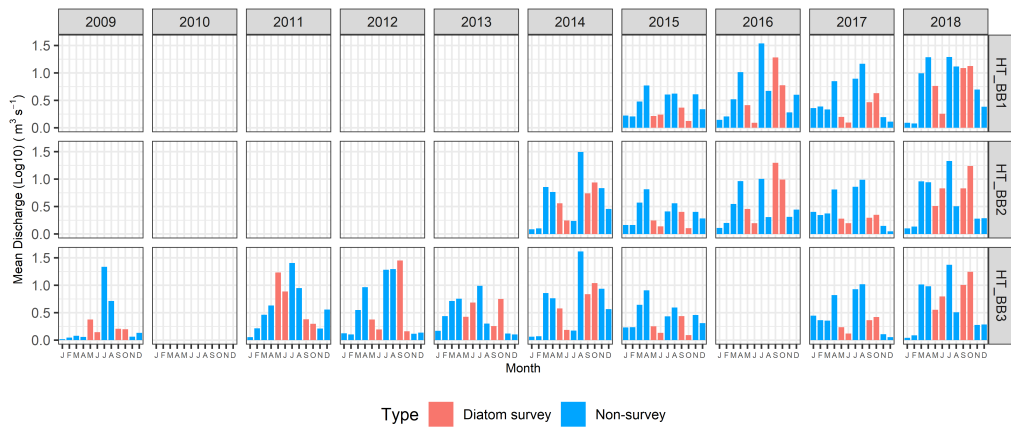 2009 2010 2011 2012 2013 2014 2015 2016 2017 2018
Mean Discharge (Log10) ( m³ s⁻¹)
1.5
1.0
0.5
0.0
HT_BB1
1.5
1.0
0.5
0.0
HT_BB2
1.5
1.0
0.5
0.0
HT_BB3
J F M A M J J A S O N D J F M A M J J A S O N D J F M A M J J A S O N D J F M A M J J A S O N D J F M A M J J A S O N D J F M A M J J A S O N D J F M A M J J A S O N D J F M A M J J A S O N D J F M A M J J A S O N D J F M A M J J A S O N D
Month
Type Diatom survey Non-survey